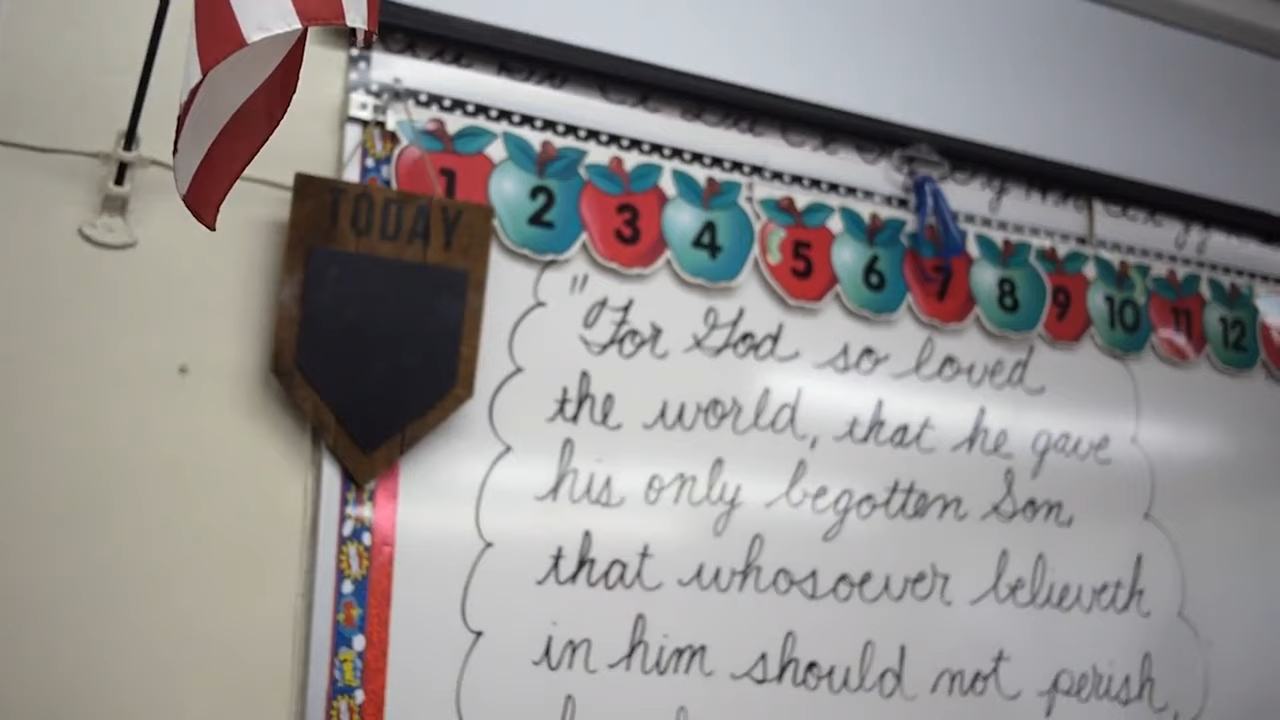 TODAY
1 2 3 4 5 6 7 8 9 10 11 12
"For God so loved
the world, that he gave
his only begotten Son,
that whosoever believeth
in him should not perish,